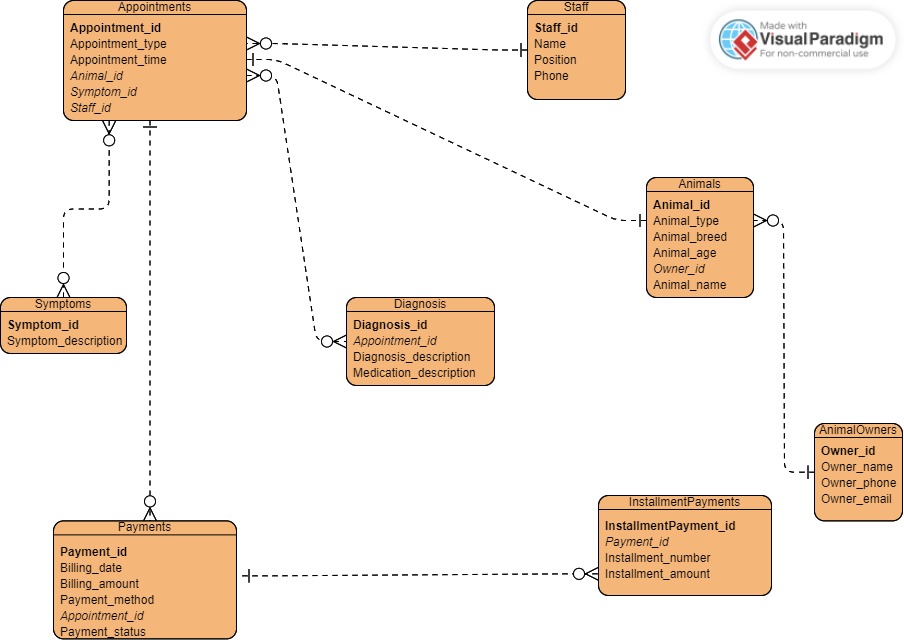 Appointments
Appointment_id
Appointment_type
Appointment_time
Animal_id
Symptom_id
Staff_id
Staff
Staff_id
Name
Position
Phone
Made with
VisualParadigm
For non-commercial use
Animals
Animal_id
Animal_type
Animal_breed
Animal_age
Owner_id
Animal_name
Symptoms
Symptom_id
Symptom_description
Diagnosis
Diagnosis_id
Appointment_id
Diagnosis_description
Medication_description
AnimalOwners
Owner_id
Owner_name
Owner_phone
Owner_email
Payments
Payment_id
Billing_date
Billing_amount
Payment_method
Appointment_id
Payment_status
InstallmentPayments
InstallmentPayment_id
Payment_id
Installment_number
Installment_amount